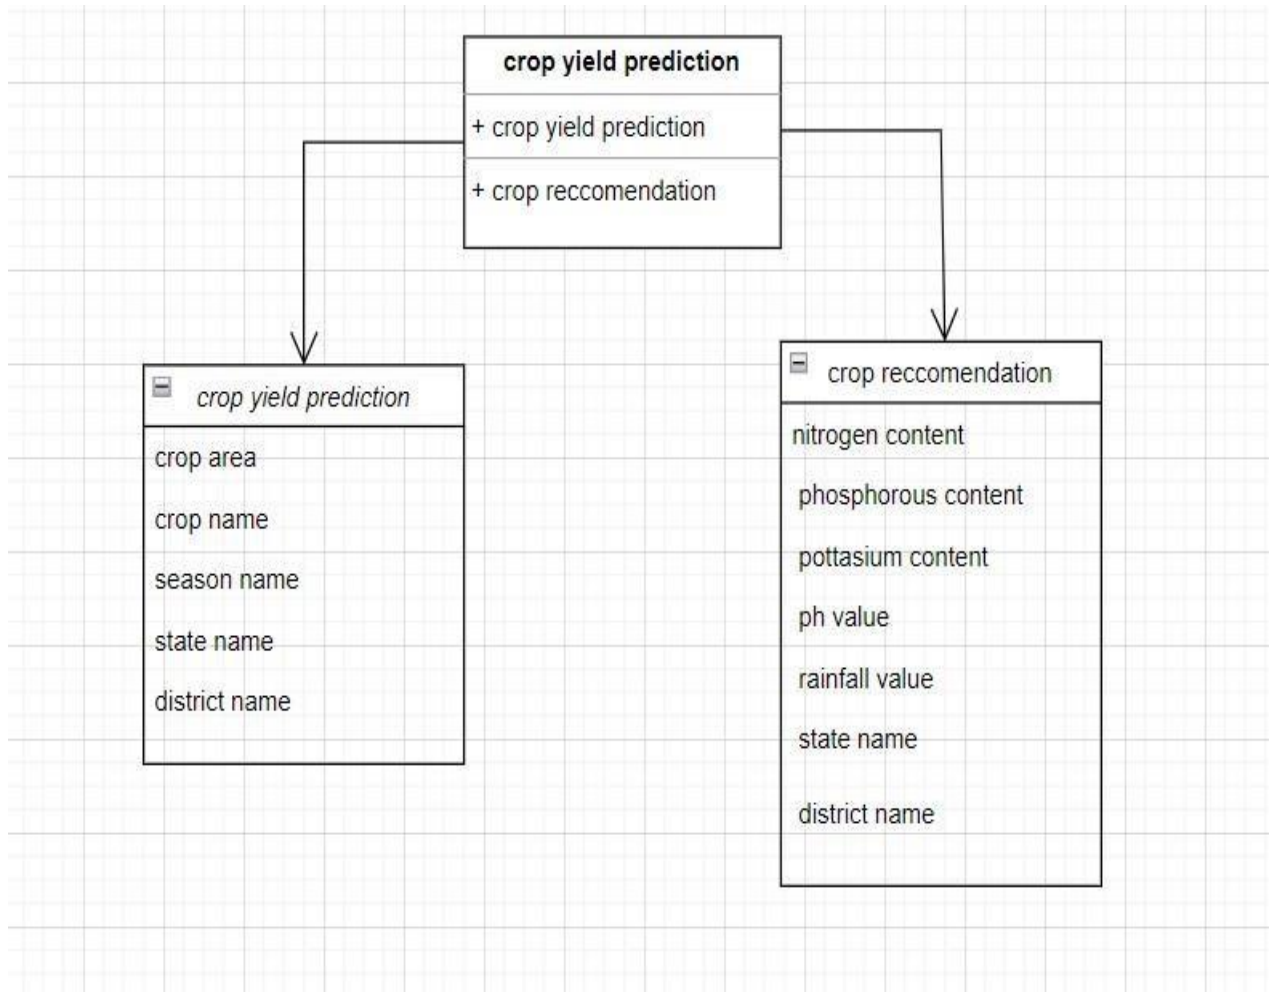 crop yield prediction
+ crop yield prediction
+ crop reccomendation
crop yield prediction
crop area
crop name
season name
state name
district name
crop reccomendation
nitrogen content
phosphorous content
pottasium content
ph value
rainfall value
state name
district name